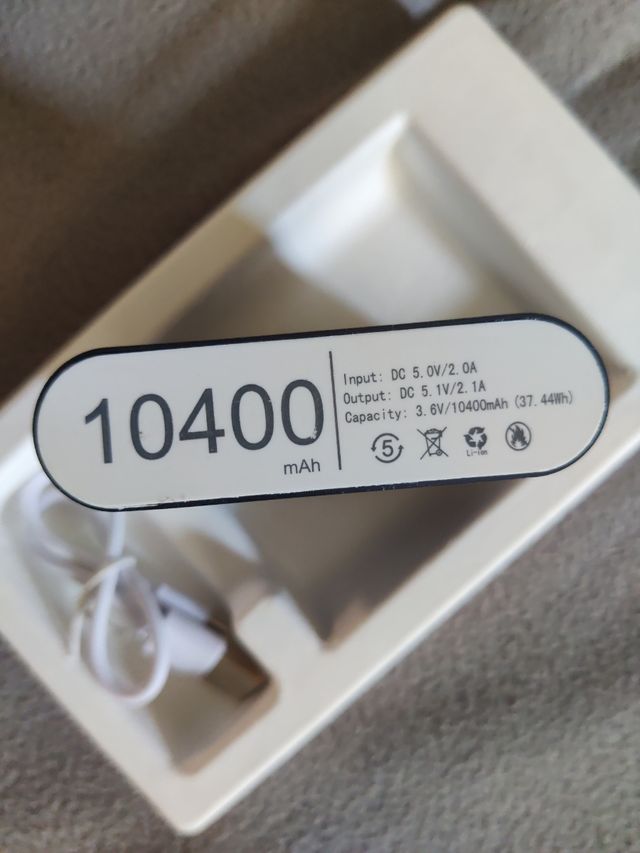 10400
mAh
Input: DC 5.0V/2.0A
Output: DC 5.1V/2.1A
Capacity: 3.6V/10400mAh (37.44Wh)
5
Li-ion